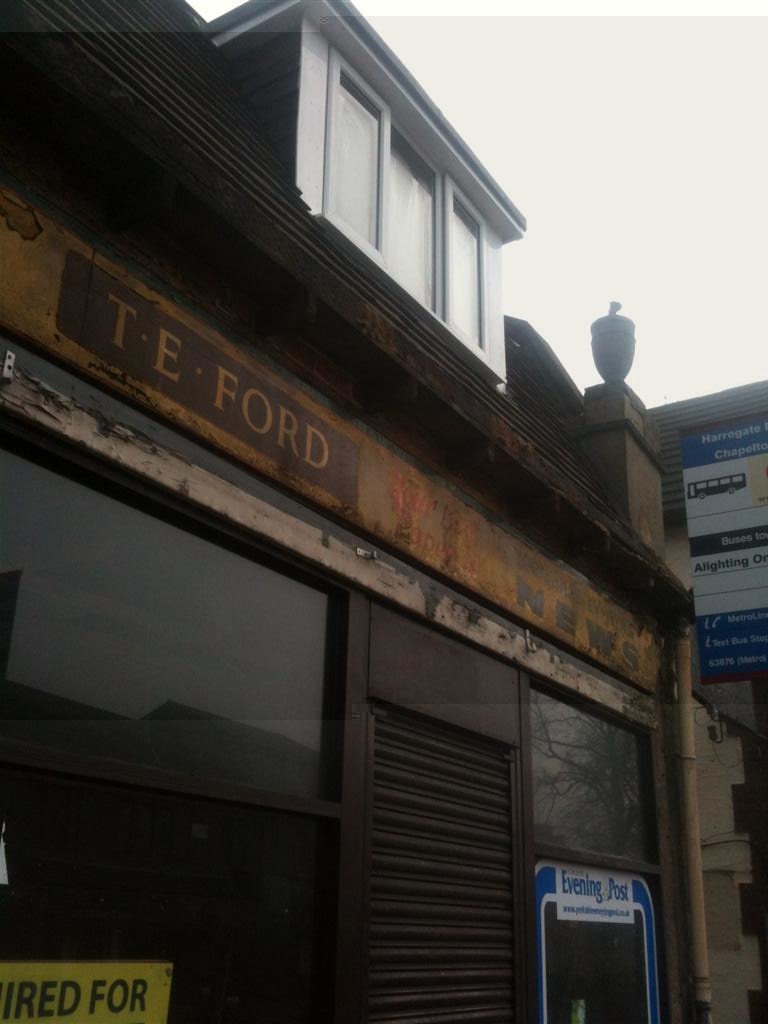 T·E·FORD
NEWS
Harrogate
Chapelto
Buses to
Alighting On
MetroLine
Text Bus Stop
63876 (Metro)
Evening Post
www.yorkshireeveningpost.co.uk
IRED FOR